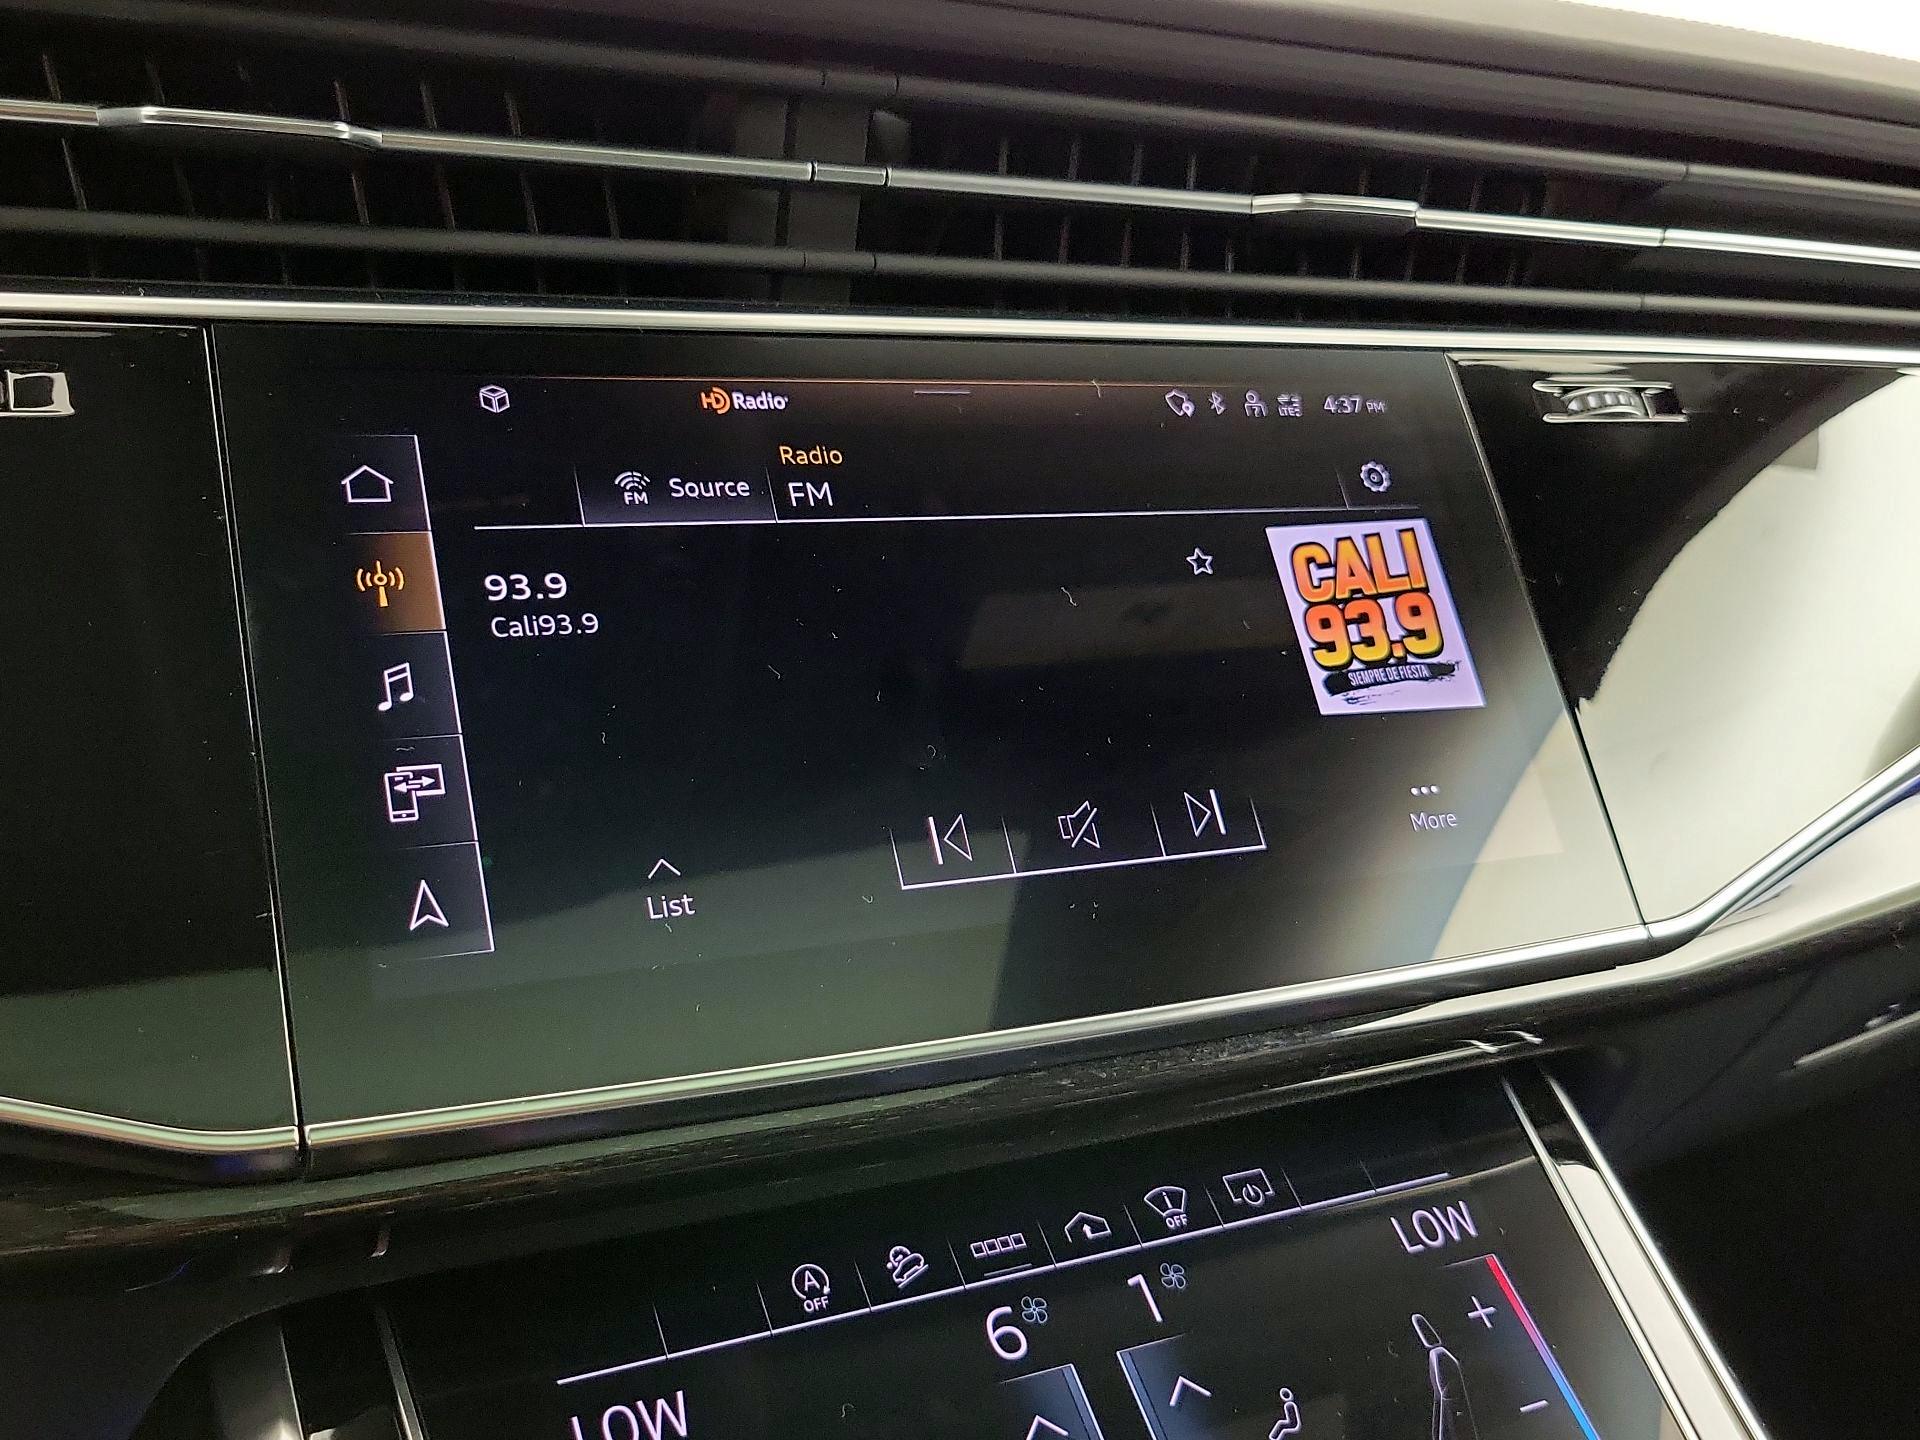 HD Radio
LTE
4:37 PM
Radio
FM
Source
FM
93.9
Cali93.9
CALI
93.9
SIEMPRE DE FIESTA
More
List
A
OFF
i
OFF
LOW
6
1
LOW